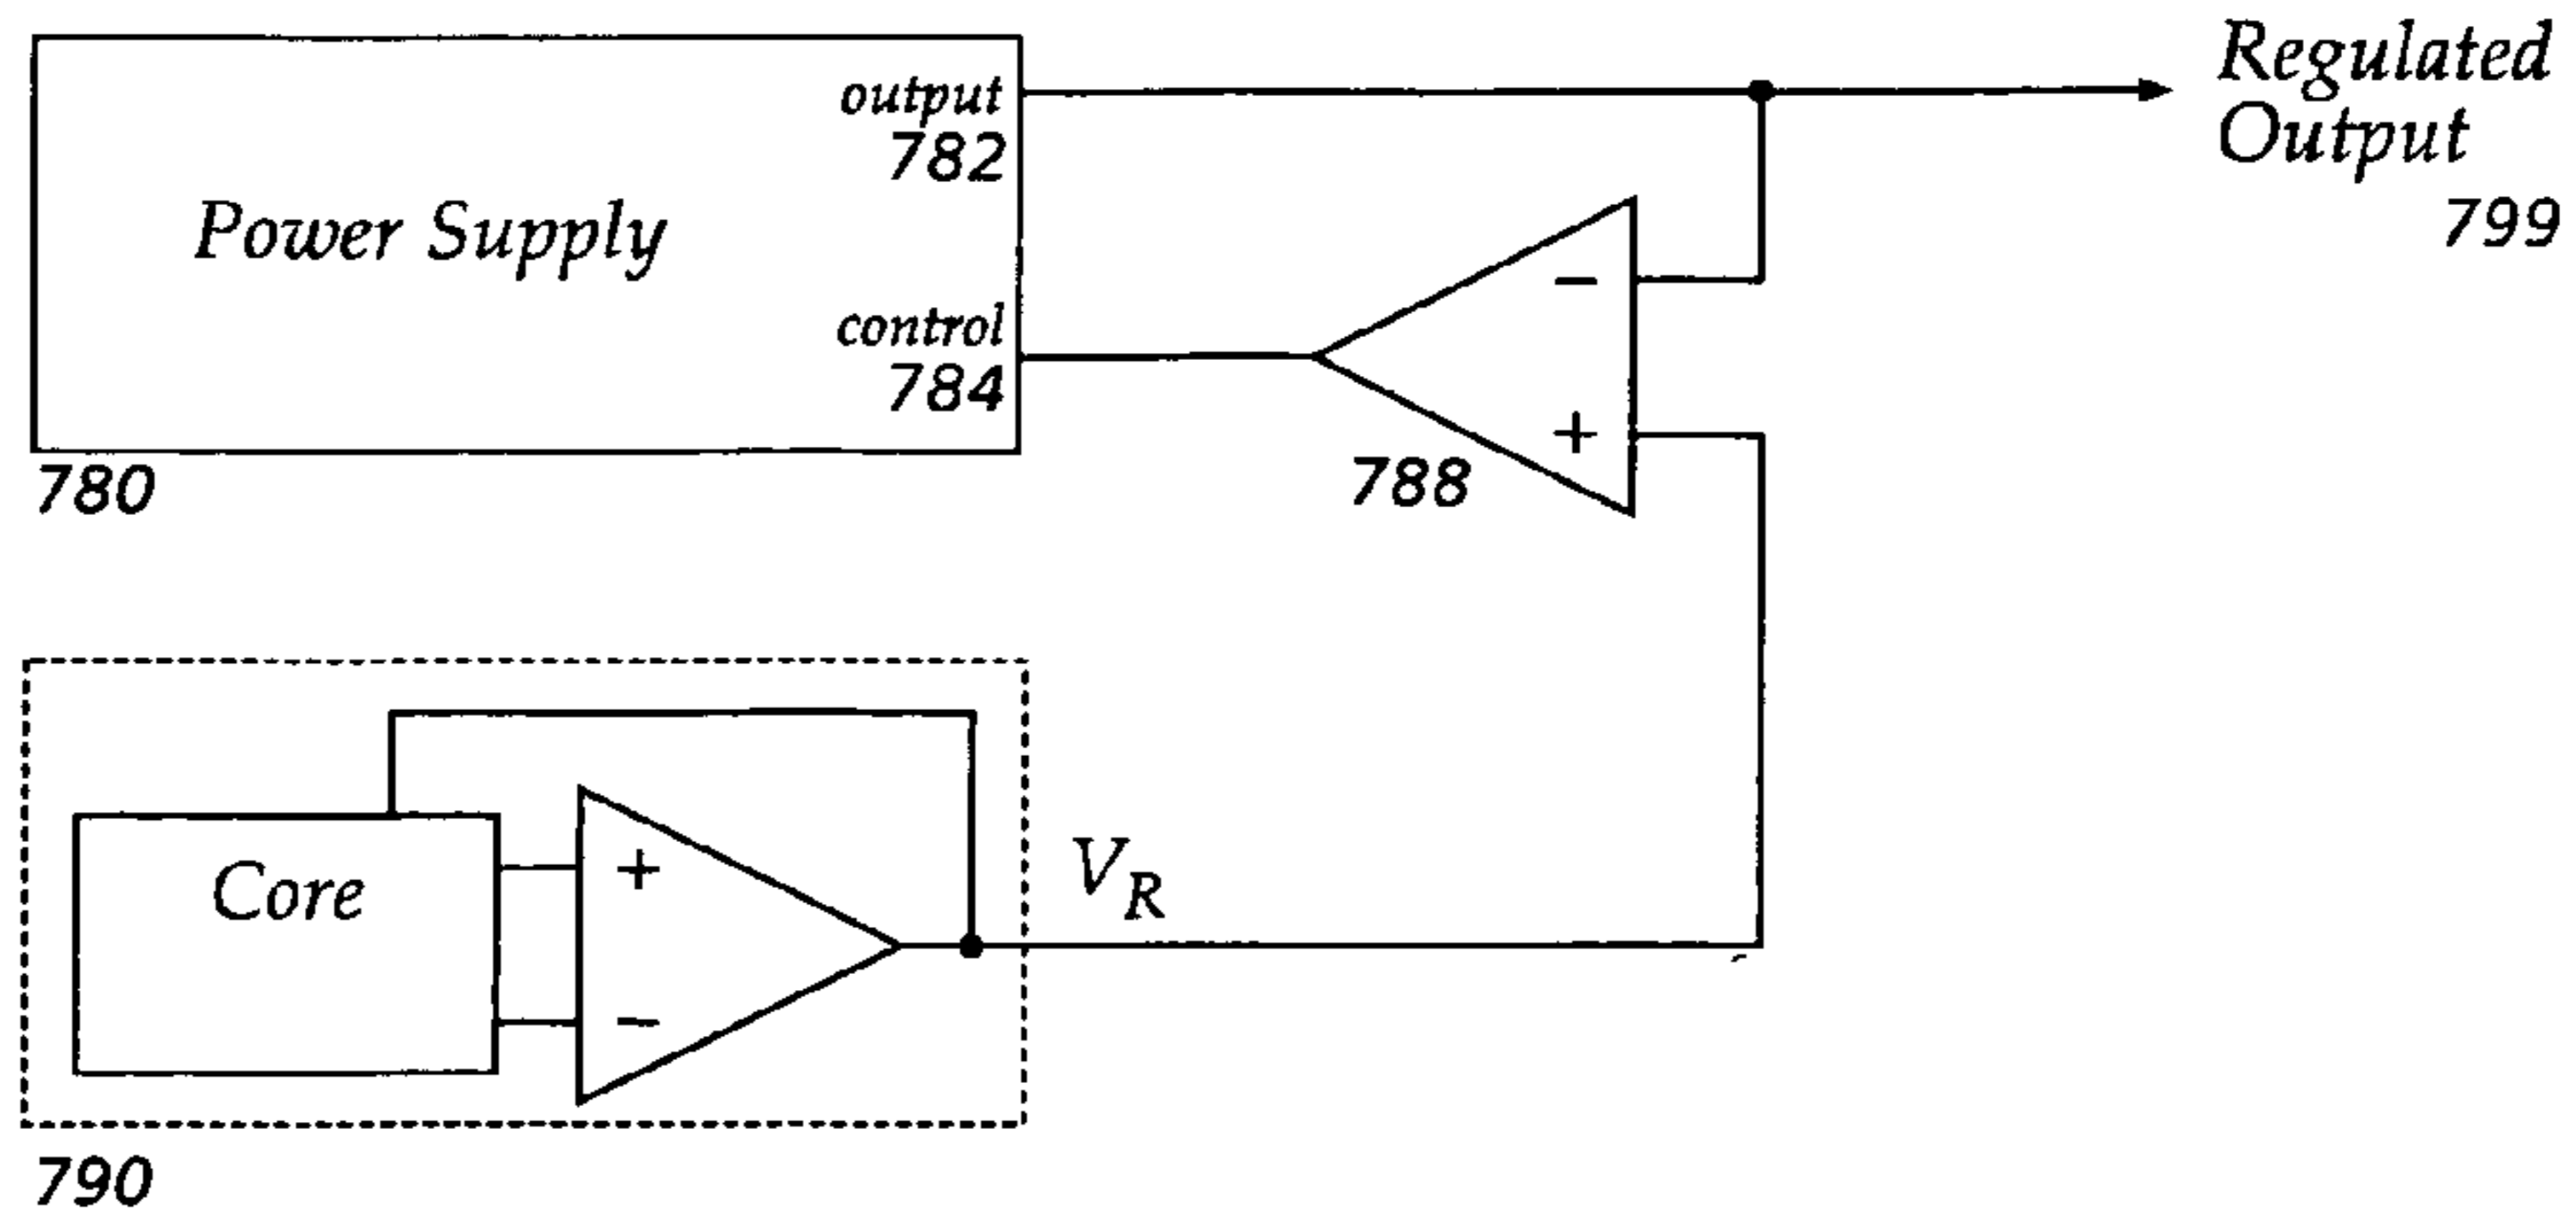 output
782
Power Supply
control
784
780
Regulated
Output
799
−
+
788
Core
+
−
V_R
790